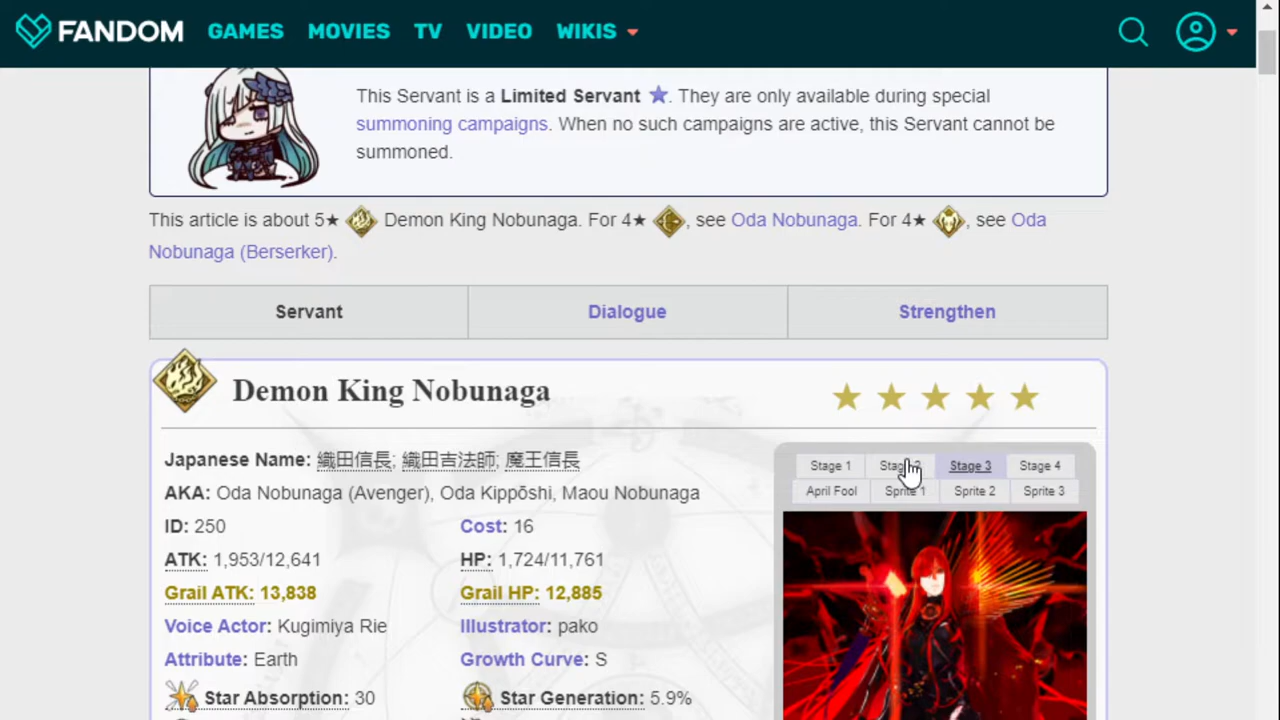 FANDOM GAMES MOVIES TV VIDEO WIKIS
This Servant is a Limited Servant ★. They are only available during special
summoning campaigns. When no such campaigns are active, this Servant cannot be
summoned.
This article is about 5★ Demon King Nobunaga. For 4★ , see Oda Nobunaga. For 4★ , see Oda
Nobunaga (Berserker).
Servant Dialogue Strengthen
Demon King Nobunaga
Japanese Name: 織田信長; 織田吉法師; 魔王信長
AKA: Oda Nobunaga (Avenger), Oda Kippōshi, Maou Nobunaga
ID: 250 Cost: 16
ATK: 1,953/12,641 HP: 1,724/11,761
Grail ATK: 13,838 Grail HP: 12,885
Voice Actor: Kugimiya Rie Illustrator: pako
Attribute: Earth Growth Curve: S
Star Absorption: 30 Star Generation: 5.9%
Stage 1 Stage 2 Stage 3 Stage 4
April Fool Sprite 1 Sprite 2 Sprite 3